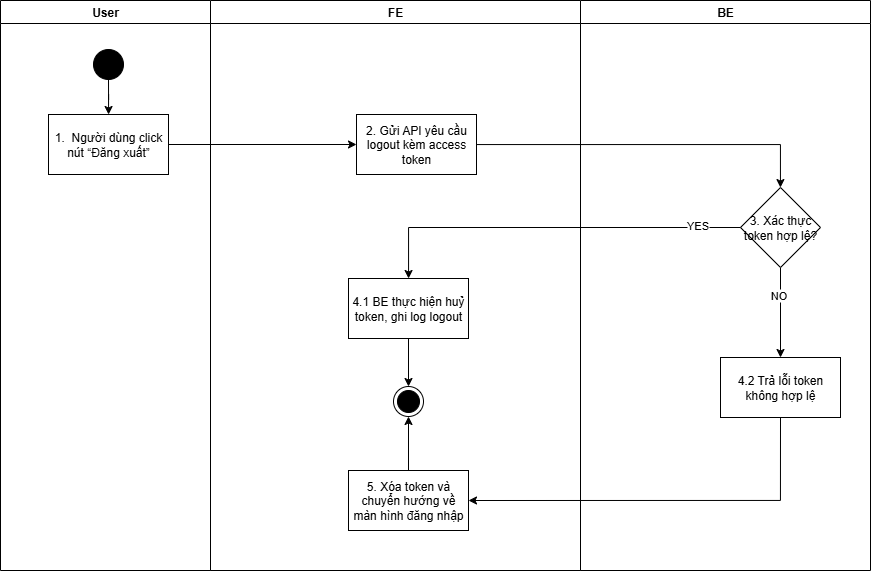 User
FE
BE
1.  Người dùng click
nút “Đăng xuất”
2. Gửi API yêu cầu
logout kèm access
token
3. Xác thực
token hợp lệ?
YES
NO
4.1 BE thực hiện huỷ
token, ghi log logout
4.2 Trả lỗi token
không hợp lệ
5. Xóa token và
chuyển hướng về
màn hình đăng nhập